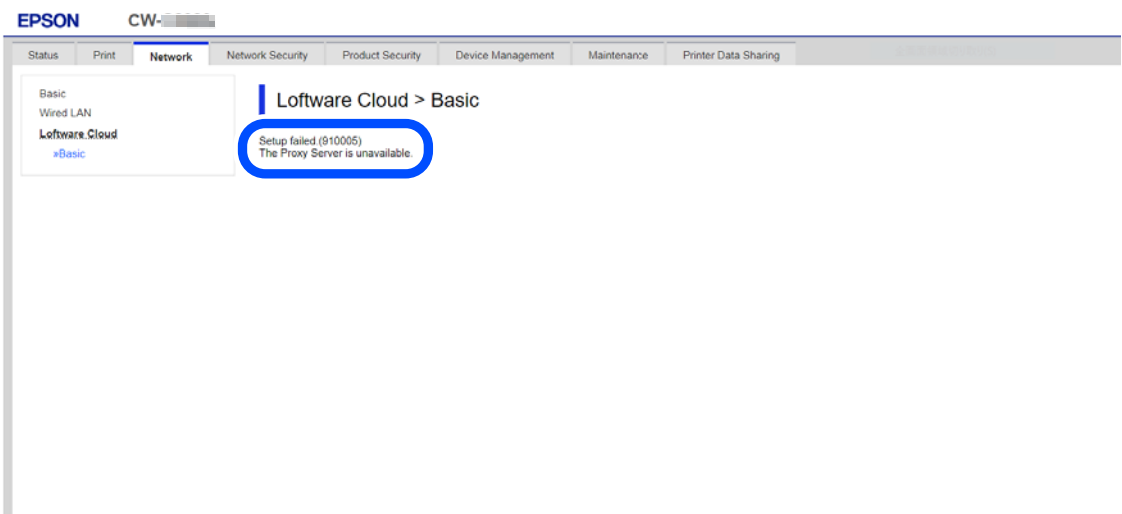 EPSON CW-
Status Print Network Network Security Product Security Device Management Maintenance Printer Data Sharing
Basic
Wired LAN
Loftware Cloud
»Basic
Loftware Cloud > Basic
Setup failed.(910005)
The Proxy Server is unavailable.